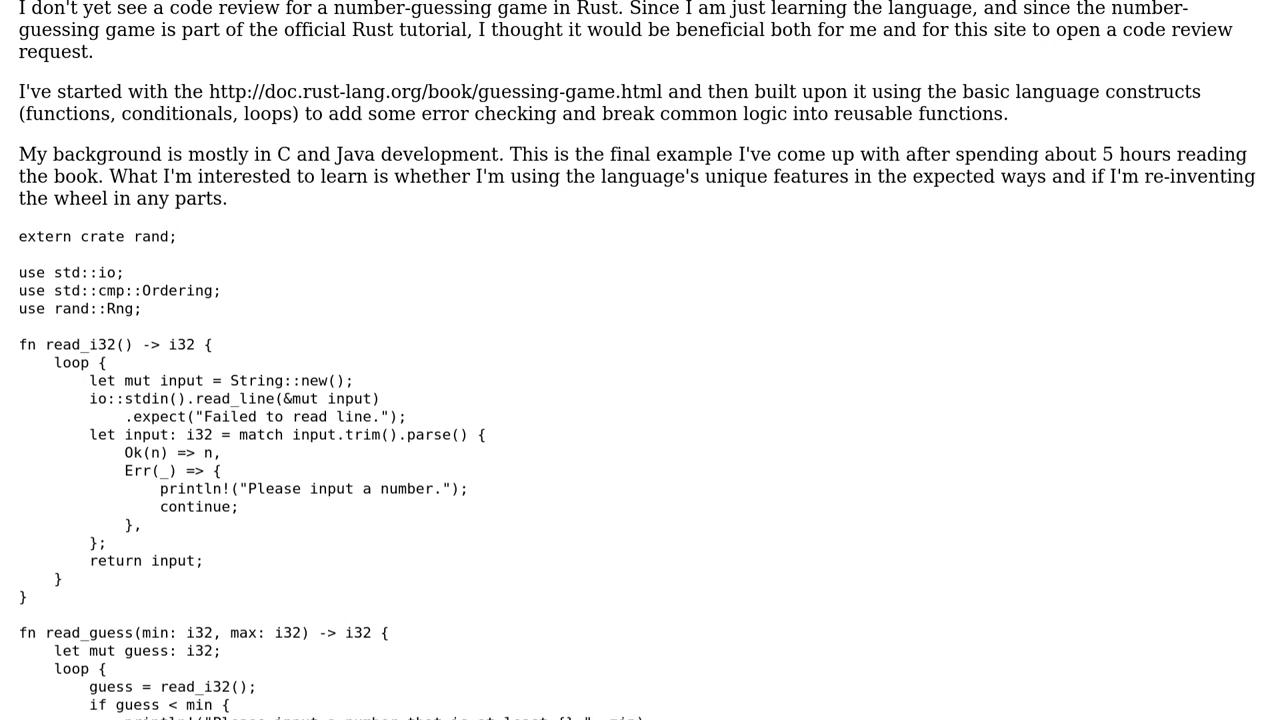 I don't yet see a code review for a number-guessing game in Rust. Since I am just learning the language, and since the number-
guessing game is part of the official Rust tutorial, I thought it would be beneficial both for me and for this site to open a code review
request.
I've started with the http://doc.rust-lang.org/book/guessing-game.html and then built upon it using the basic language constructs
(functions, conditionals, loops) to add some error checking and break common logic into reusable functions.
My background is mostly in C and Java development. This is the final example I've come up with after spending about 5 hours reading
the book. What I'm interested to learn is whether I'm using the language's unique features in the expected ways and if I'm re-inventing
the wheel in any parts.
extern crate rand;
use std::io;
use std::cmp::Ordering;
use rand::Rng;
fn read_i32() -> i32 {
    loop {
        let mut input = String::new();
        io::stdin().read_line(&mut input)
            .expect("Failed to read line.");
        let input: i32 = match input.trim().parse() {
            Ok(n) => n,
            Err(_) => {
                println!("Please input a number.");
                continue;
            },
        };
        return input;
    }
}
fn read_guess(min: i32, max: i32) -> i32 {
    let mut guess: i32;
    loop {
        guess = read_i32();
        if guess < min {
            println!("Please input a number that is at least {}.", min);